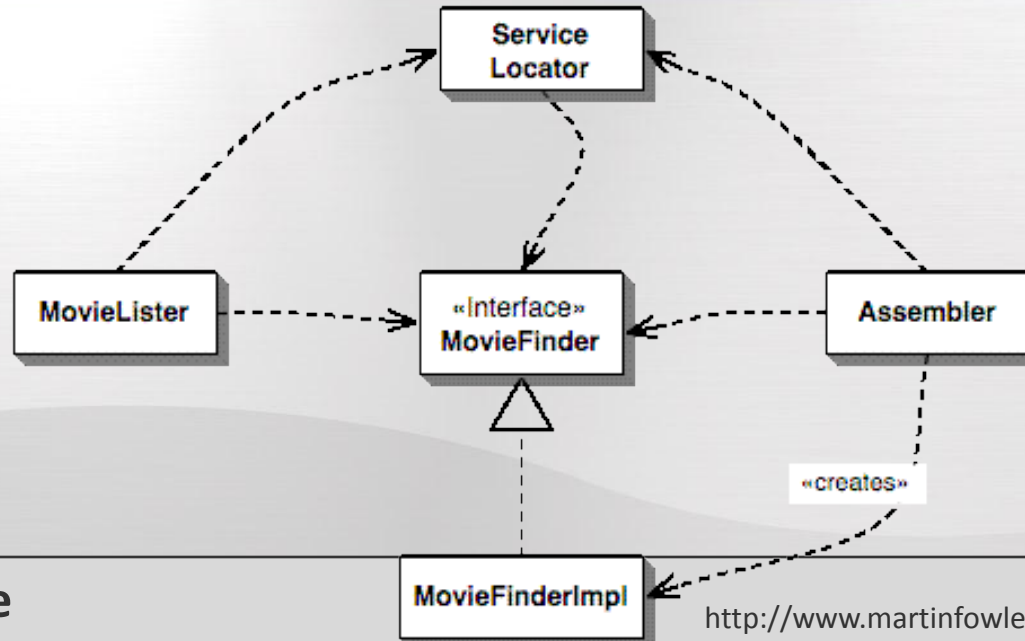 Service
Locator
MovieLister
«Interface»
MovieFinder
Assembler
«creates»
MovieFinderImpl
e
http://www.martinfowle